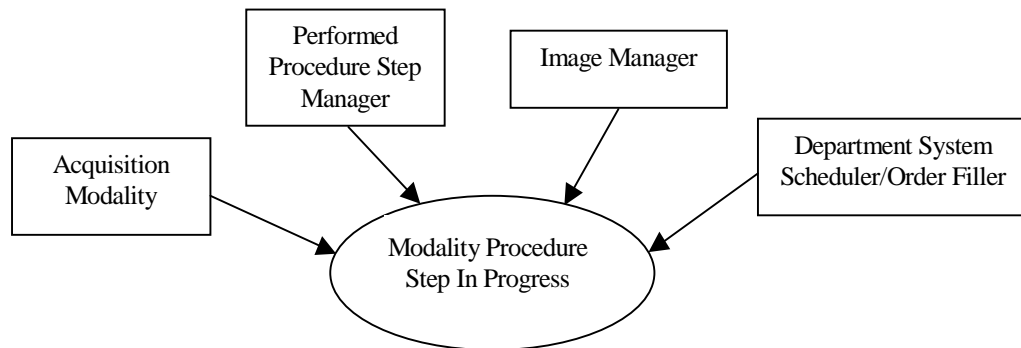 Performed
Procedure Step
Manager
Image Manager
Acquisition
Modality
Department System
Scheduler/Order Filler
Modality Procedure
Step In Progress